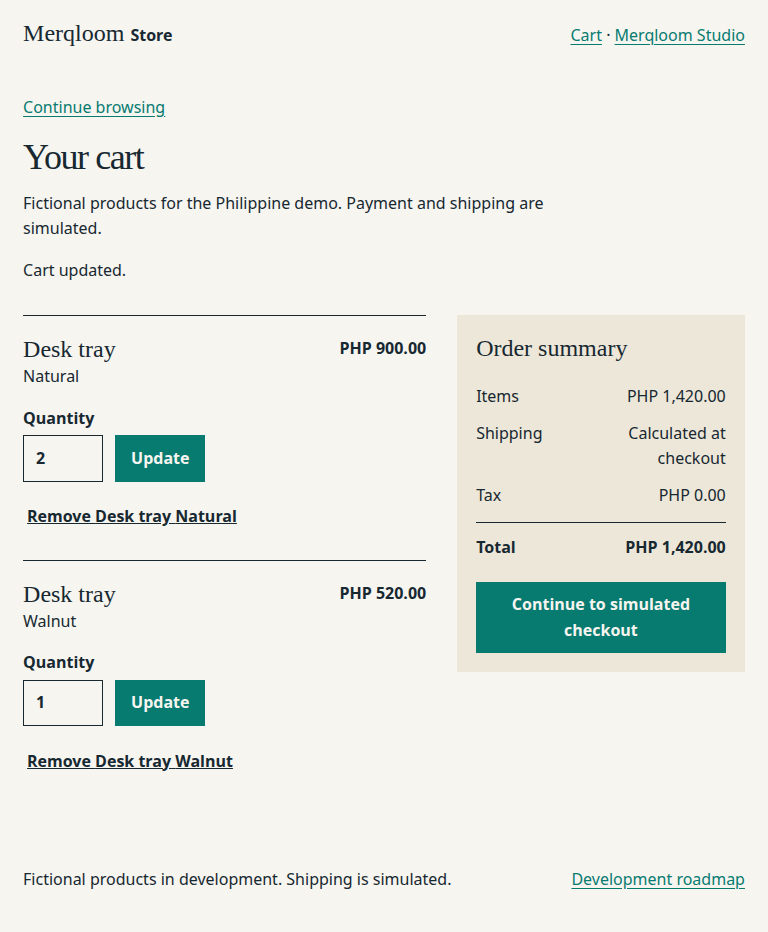 Merqloom Store
Cart · Merqloom Studio
Continue browsing
Your cart
Fictional products for the Philippine demo. Payment and shipping are
simulated.
Cart updated.
Desk tray
PHP 900.00
Natural
Quantity
2
Update
Remove Desk tray Natural
Desk tray
PHP 520.00
Walnut
Quantity
1
Update
Remove Desk tray Walnut
Order summary
Items
PHP 1,420.00
Shipping
Calculated at
checkout
Tax
PHP 0.00
Total
PHP 1,420.00
Continue to simulated
checkout
Fictional products in development. Shipping is simulated.
Development roadmap